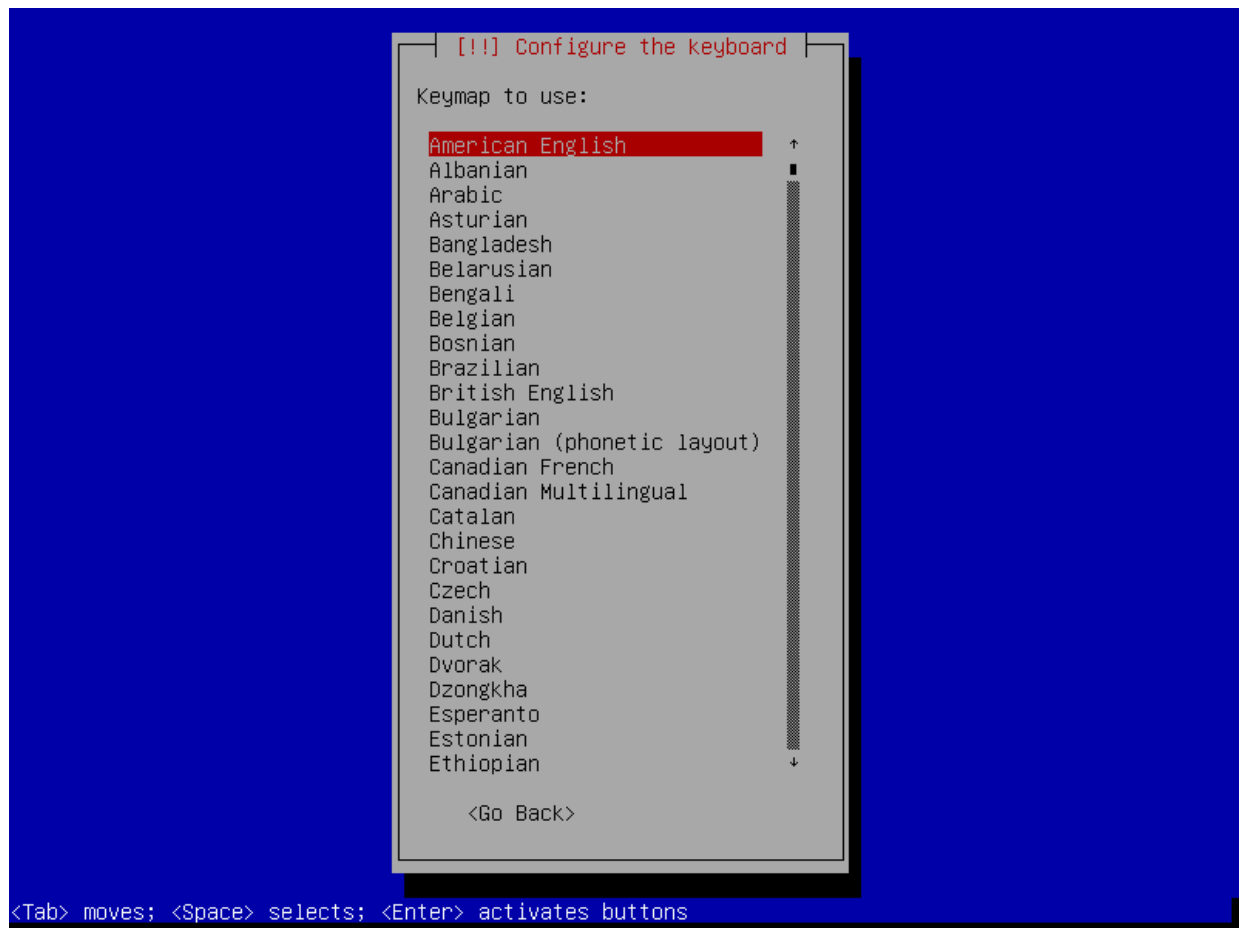 [!!] Configure the keyboard
Keymap to use:
American English
Albanian
Arabic
Asturian
Bangladesh
Belarusian
Bengali
Belgian
Bosnian
Brazilian
British English
Bulgarian
Bulgarian (phonetic layout)
Canadian French
Canadian Multilingual
Catalan
Chinese
Croatian
Czech
Danish
Dutch
Dvorak
Dzongkha
Esperanto
Estonian
Ethiopian
<Go Back>
<Tab> moves; <Space> selects; <Enter> activates buttons